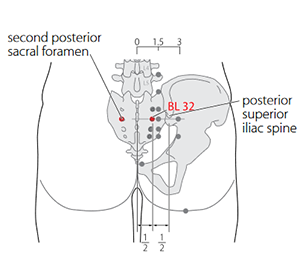 second posterior
sacral foramen
0 1.5 3
BL 32
posterior
superior
iliac spine
1/2 1/2